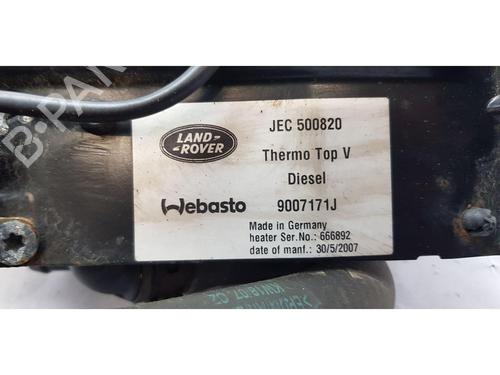 B-PARTS
LAND-
-ROVER
JEC 500820
Thermo Top V
Diesel
Webasto
9007171J
Made in Germany
heater Ser.No.: 666892
date of manf.: 30/5/2007